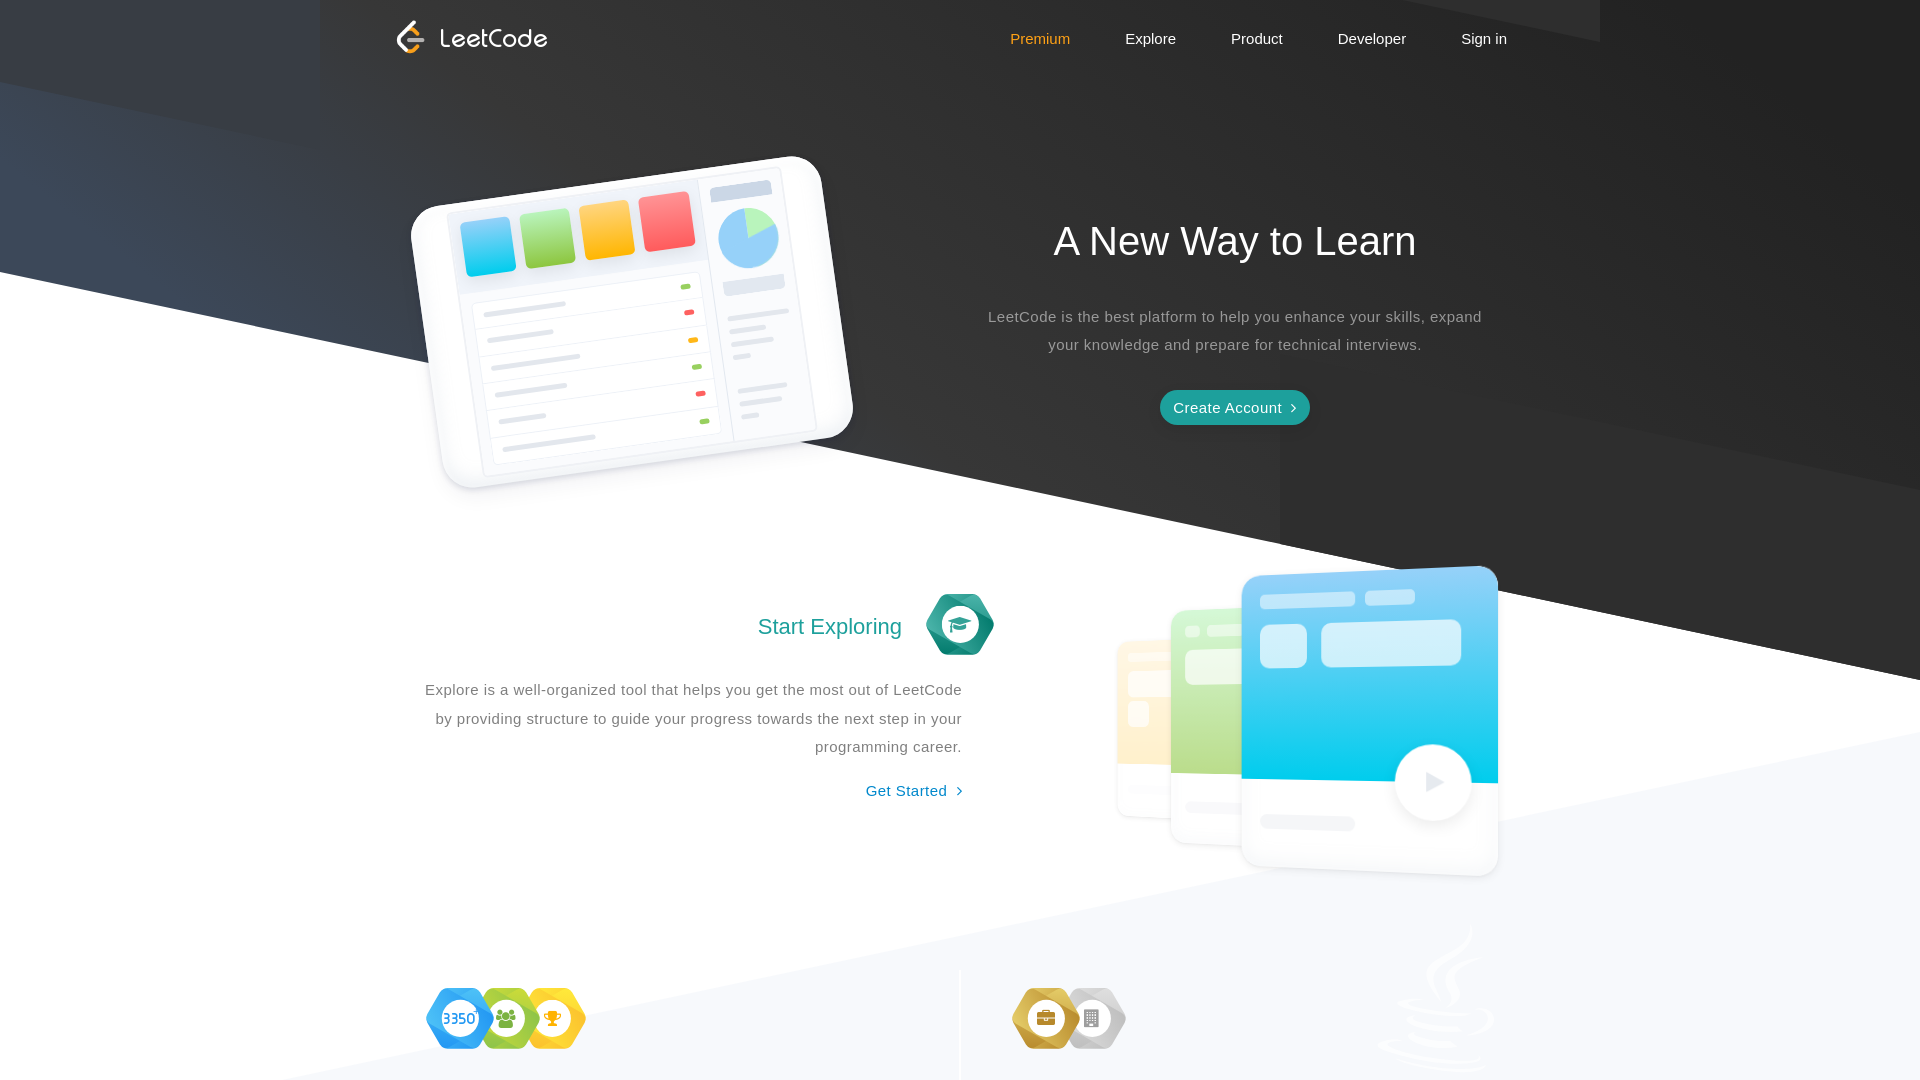 LeetCode
Premium
Explore
Product
Developer
Sign in
A New Way to Learn
LeetCode is the best platform to help you enhance your skills, expand
your knowledge and prepare for technical interviews.
Create Account
Start Exploring
Explore is a well-organized tool that helps you get the most out of LeetCode
by providing structure to guide your progress towards the next step in your
programming career.
Get Started
3350+